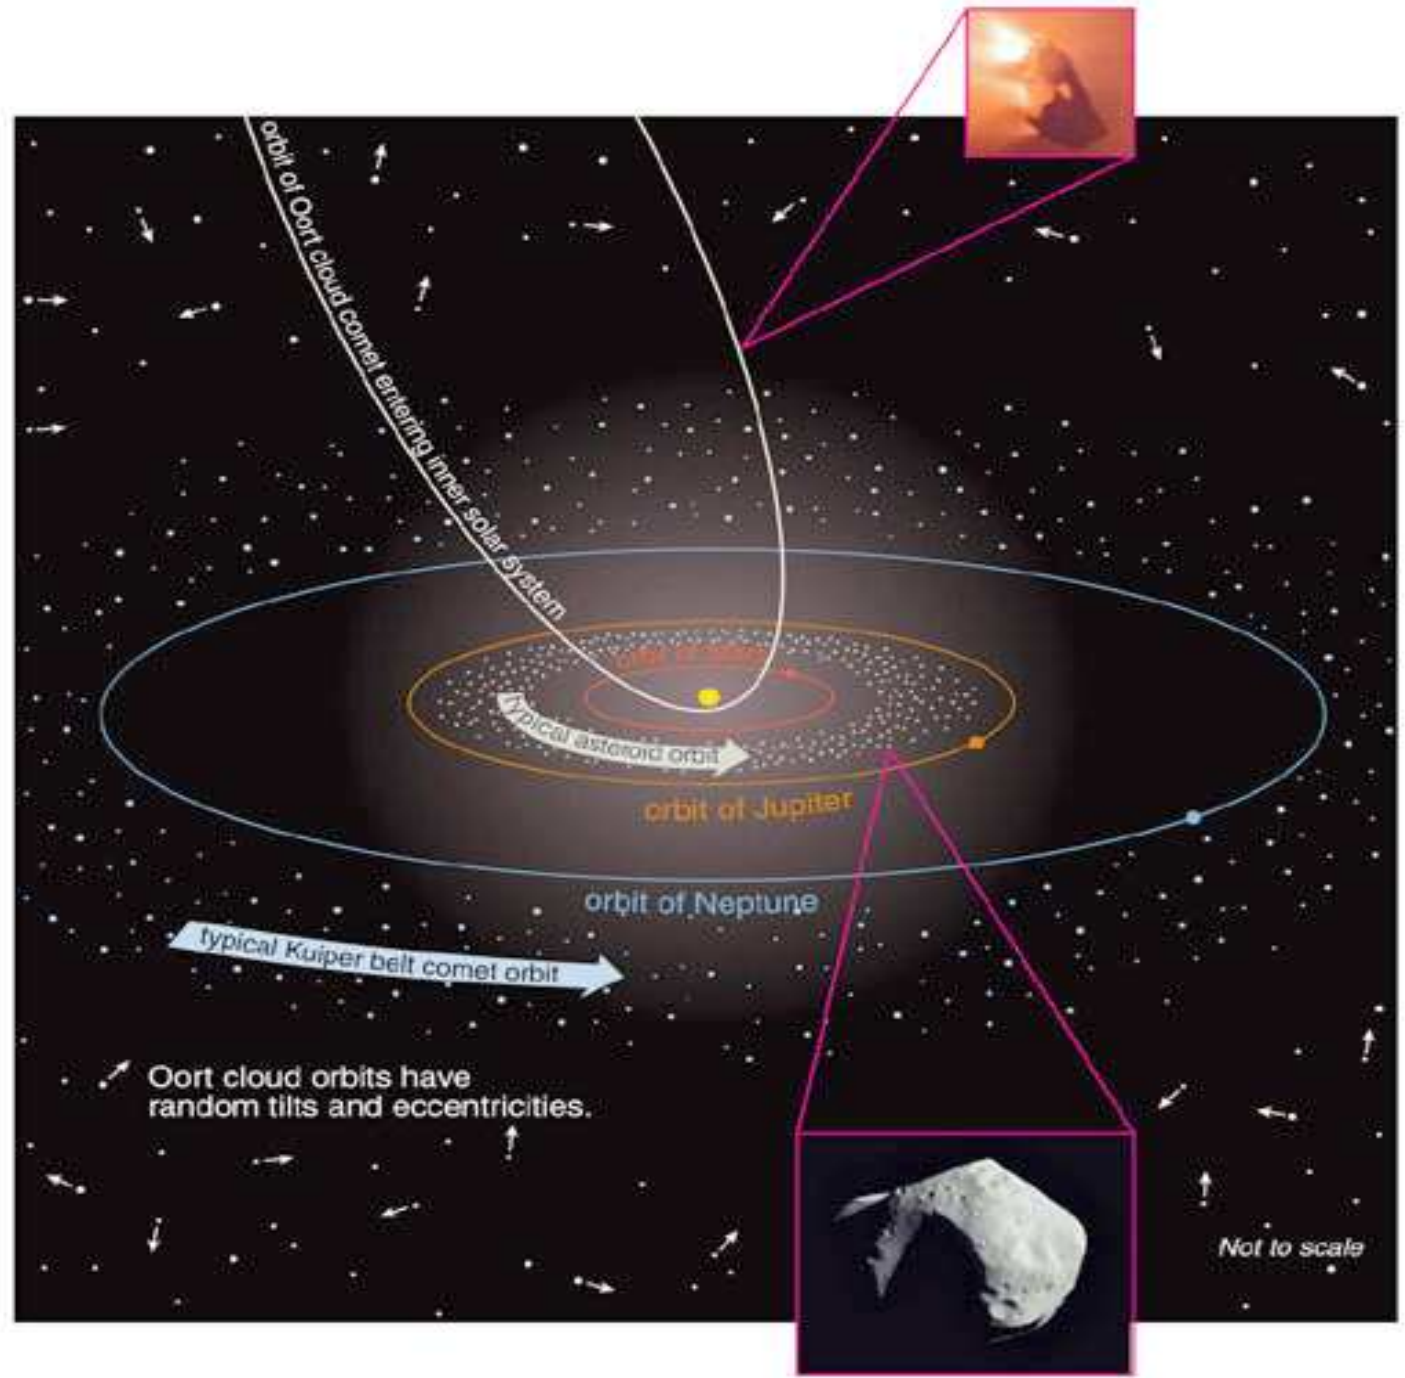 orbit of Oort cloud comet entering inner solar system
typical asteroid orbit
orbit of Jupiter
orbit of Neptune
typical Kuiper belt comet orbit
Oort cloud orbits have
random tilts and eccentricities.
Not to scale